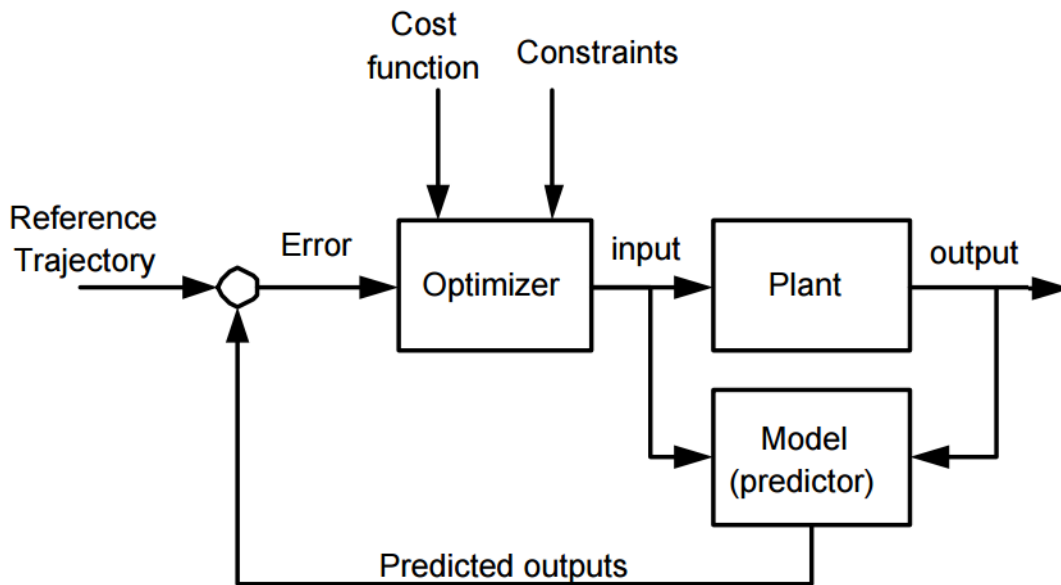 Cost
function
Constraints
Reference
Trajectory
Error
Optimizer
input
Plant
output
Model
(predictor)
Predicted outputs